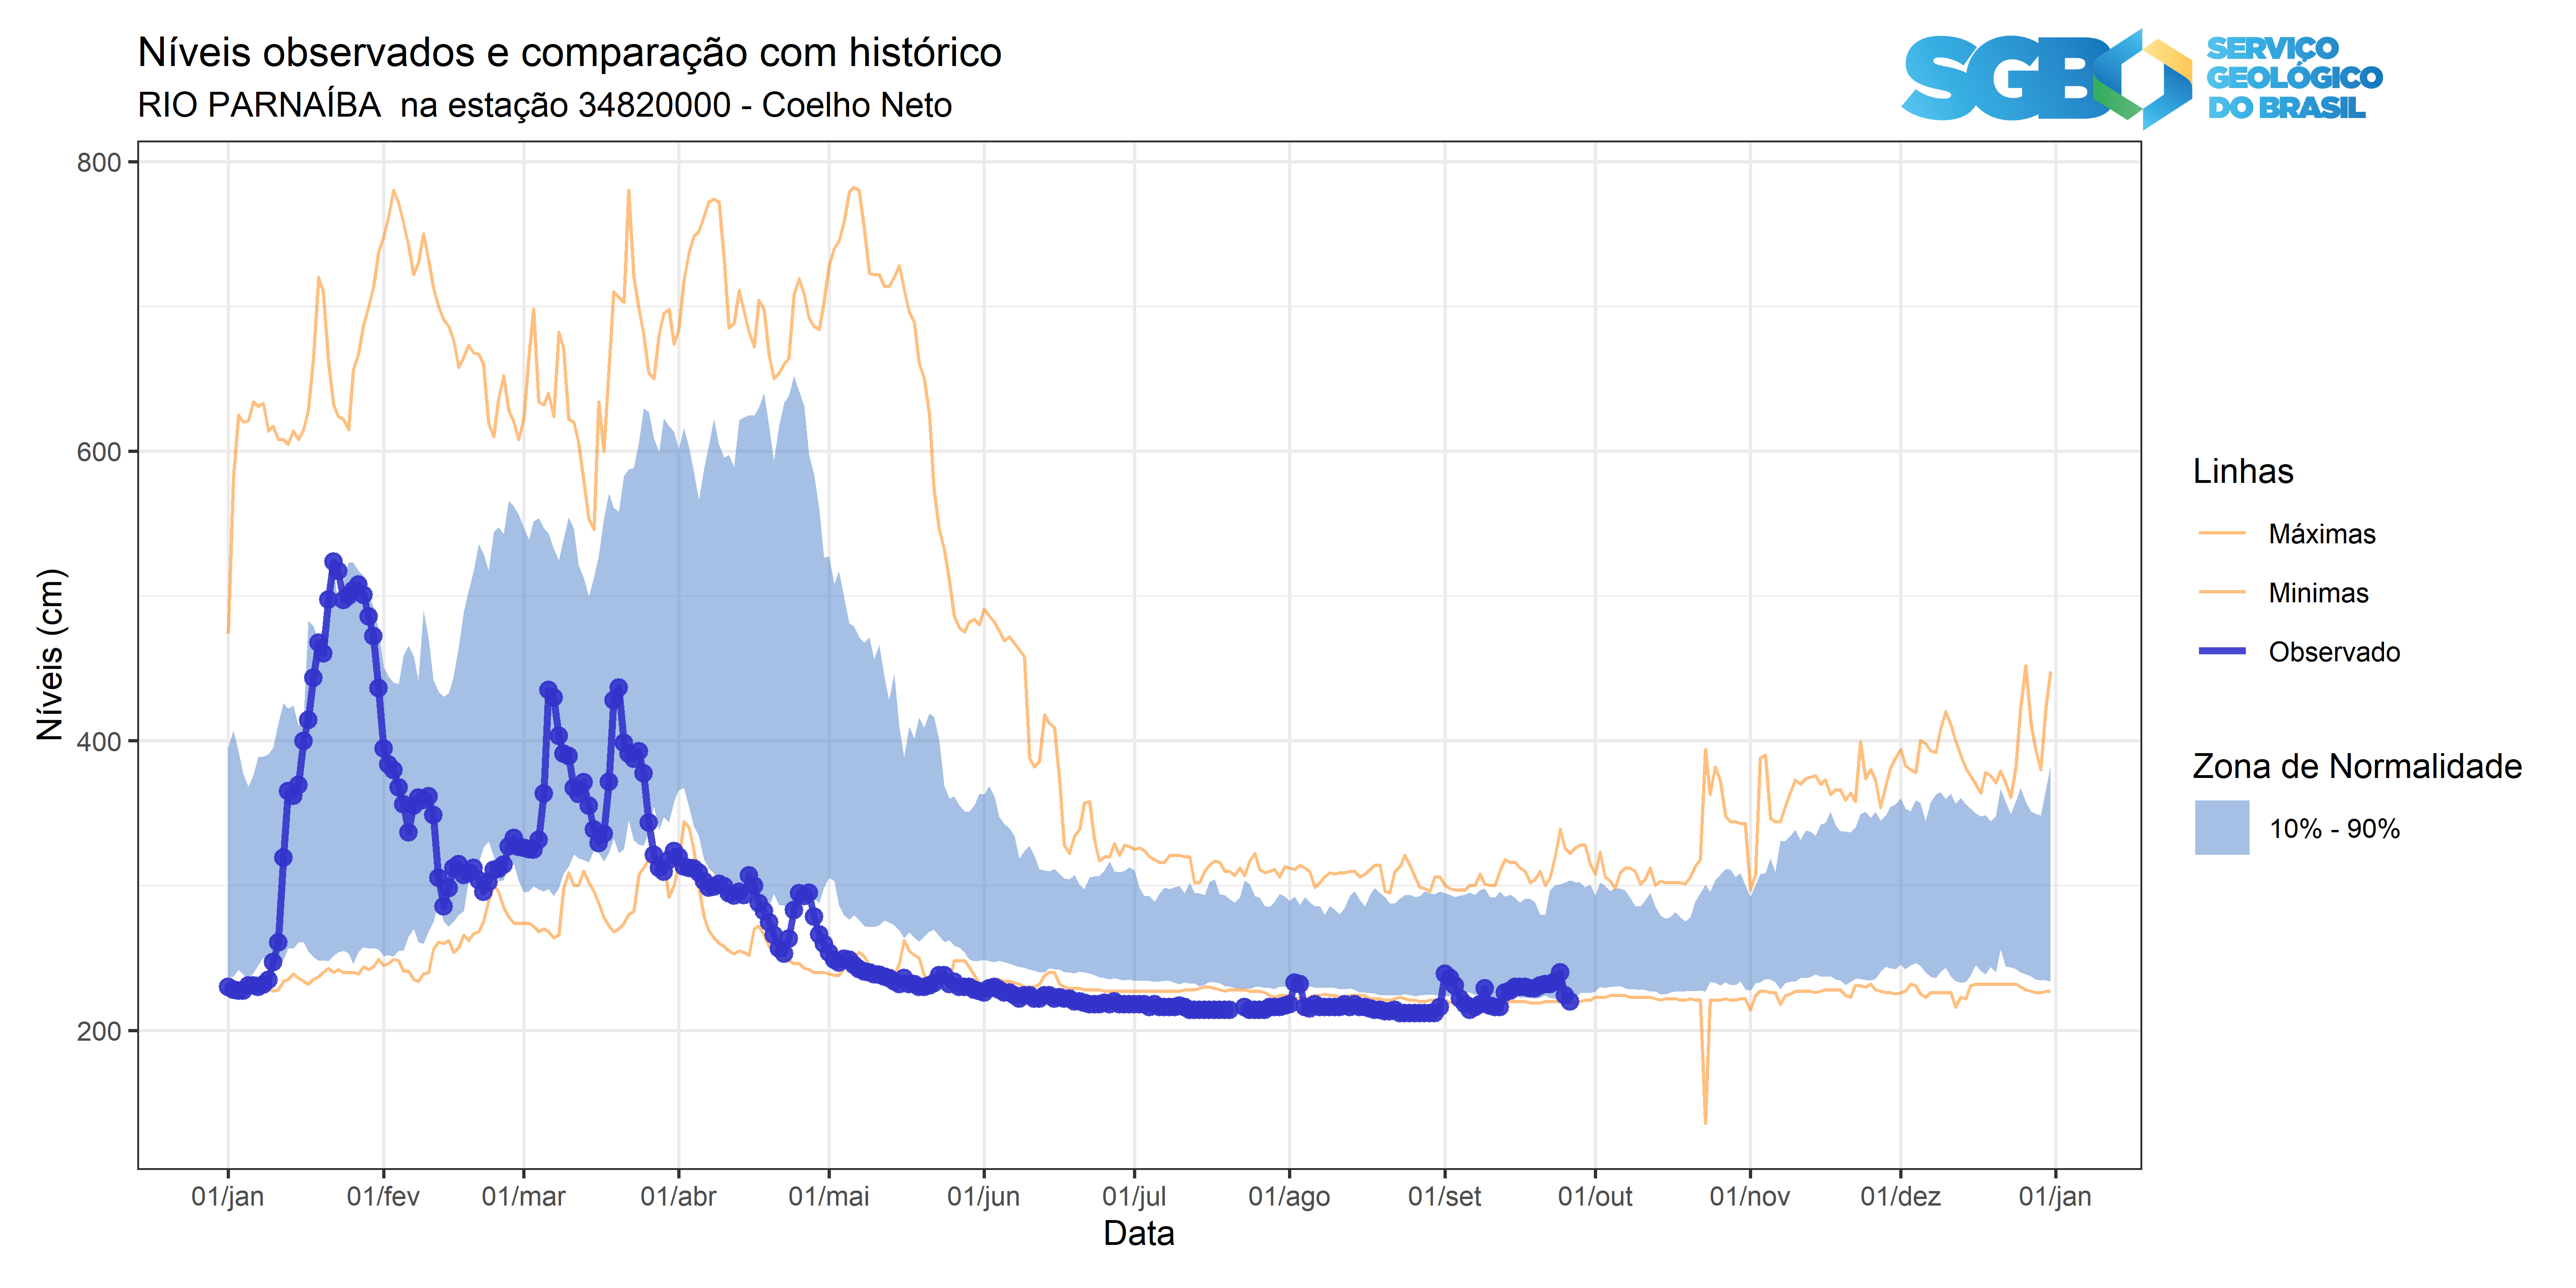 Níveis observados e comparação com histórico
RIO PARNAÍBA  na estação 34820000 - Coelho Neto
SGB
SERVIÇO
GEOLÓGICO
DO BRASIL
800
600
400
200
Níveis (cm)
01/jan
01/fev
01/mar
01/abr
01/mai
01/jun
01/jul
01/ago
01/set
01/out
01/nov
01/dez
01/jan
Data
Linhas
Máximas
Minimas
Observado
Zona de Normalidade
10% - 90%